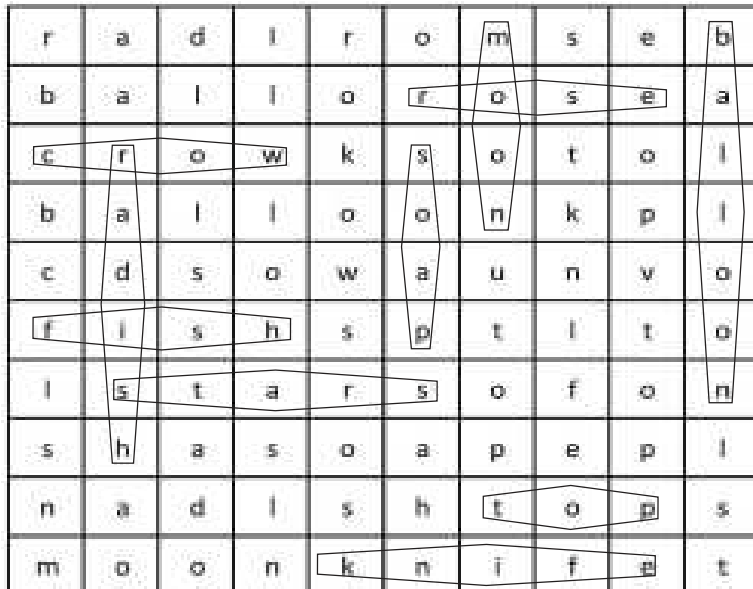 r a d l r o m s e b
b a l l o r o s e a
c r o w k s o t o l
b a l l o o n k p l
c d s o w a u n v o
f i s h s p t l t o
l s t a r s o f o n
s h a s o a p e p l
n a d l s h t o p s
m o o n k n i f e t